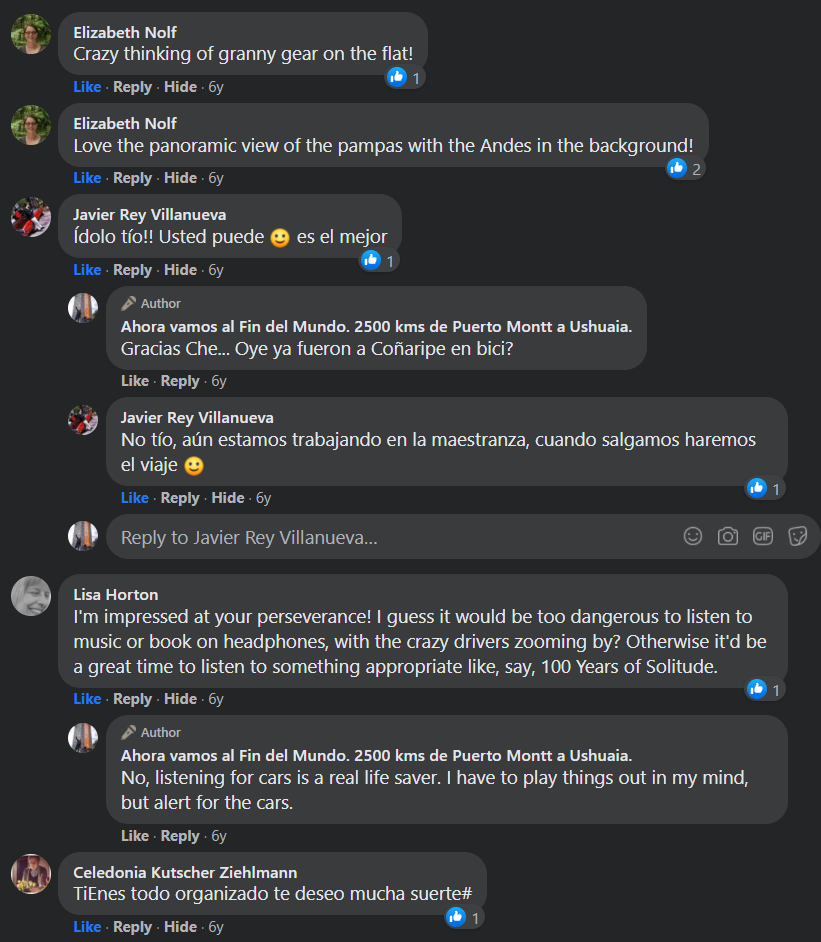 Elizabeth Nolf
Crazy thinking of granny gear on the flat!
1
Like · Reply · Hide · 6y
Elizabeth Nolf
Love the panoramic view of the pampas with the Andes in the background!
2
Like · Reply · Hide · 6y
Javier Rey Villanueva
Ídolo tío!! Usted puede 🙂 es el mejor
1
Like · Reply · Hide · 6y
Author
Ahora vamos al Fin del Mundo. 2500 kms de Puerto Montt a Ushuaia.
Gracias Che... Oye ya fueron a Coñaripe en bici?
Like · Reply · 6y
Javier Rey Villanueva
No tío, aún estamos trabajando en la maestranza, cuando salgamos haremos
el viaje 🙂
1
Like · Reply · Hide · 6y
Reply to Javier Rey Villanueva...
GIF
Lisa Horton
I'm impressed at your perseverance! I guess it would be too dangerous to listen to
music or book on headphones, with the crazy drivers zooming by? Otherwise it'd be
a great time to listen to something appropriate like, say, 100 Years of Solitude.
1
Like · Reply · Hide · 6y
Author
Ahora vamos al Fin del Mundo. 2500 kms de Puerto Montt a Ushuaia.
No, listening for cars is a real life saver. I have to play things out in my mind,
but alert for the cars.
Like · Reply · 6y
Celedonia Kutscher Ziehlmann
TiEnes todo organizado te deseo mucha suerte#
1
Like · Reply · Hide · 6y